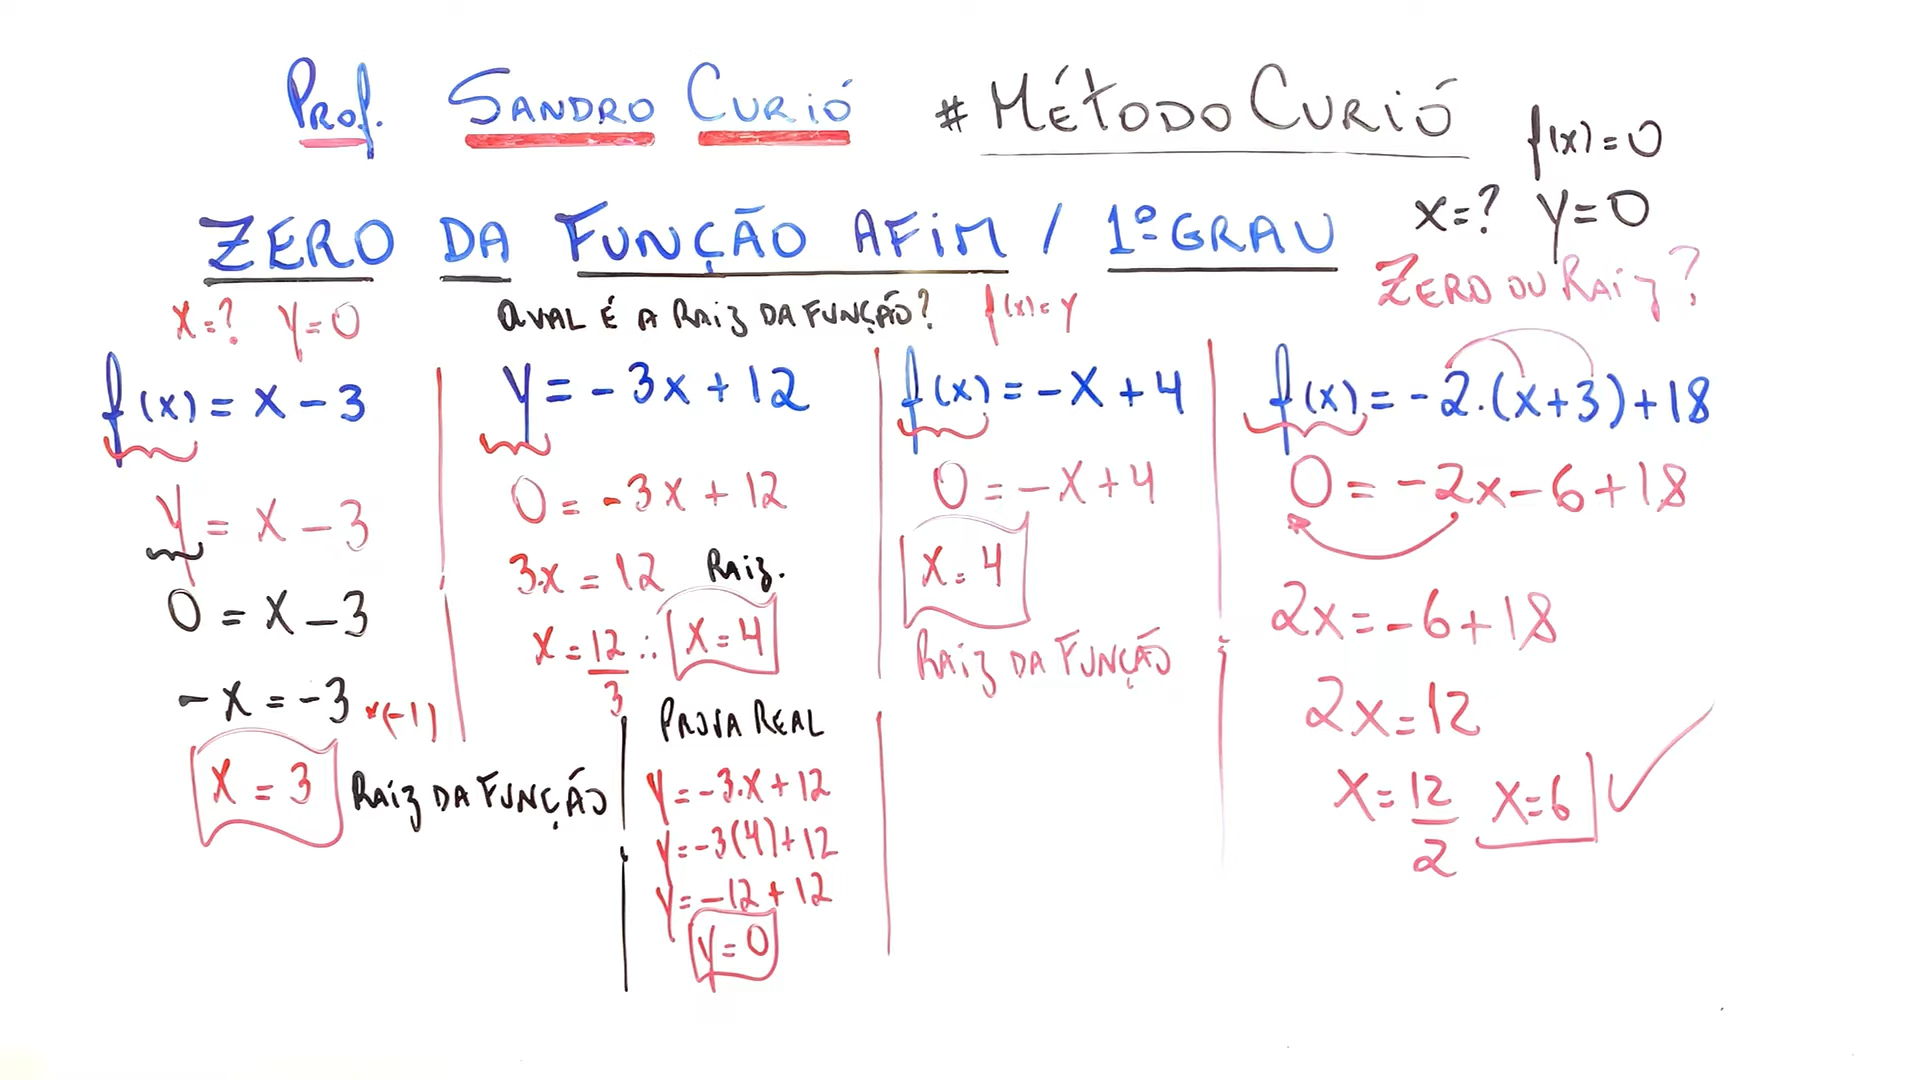 Prof. SANDRO CURIÓ # MÉTODO CURIÓ
f(x)=0
x=? y=0
ZERO DA FUNÇÃO AFIM / 1º GRAU
ZERO OU RAIZ?
x=? y=0
QUAL É A RAIZ DA FUNÇÃO? f(x)=y
f(x) = x - 3
y = x - 3
0 = x - 3
- x = -3 *(-1)
x = 3 RAIZ DA FUNÇÃO
y = -3x + 12
0 = -3x + 12
3.x = 12 RAIZ.
x = 12/3 ∴ x = 4
PROVA REAL
y = -3.x + 12
y = -3(4) + 12
y = -12 + 12
y = 0
f(x) = -x + 4
0 = -x + 4
x = 4
RAIZ DA FUNÇÃO
f(x) = -2.(x+3)+18
0 = -2x - 6 + 18
2x = -6 + 18
2x = 12
x = 12/2 x = 6